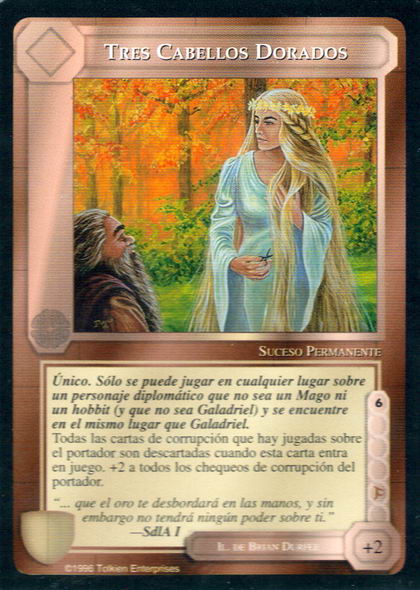 Tres Cabellos Dorados
Suceso Permanente
Único. Sólo se puede jugar en cualquier lugar sobre
un personaje diplomático que no sea un Mago ni
un hobbit (y que no sea Galadriel) y se encuentre
en el mismo lugar que Galadriel.
Todas las cartas de corrupción que hay jugadas sobre
el portador son descartadas cuando esta carta entra
en juego. +2 a todos los chequeos de corrupción del
portador.
“... que el oro te desbordará en las manos, y sin
embargo no tendrá ningún poder sobre ti.”
—SdlA I
6
Il. de Brian Durfee
+2
©1996 Tolkien Enterprises